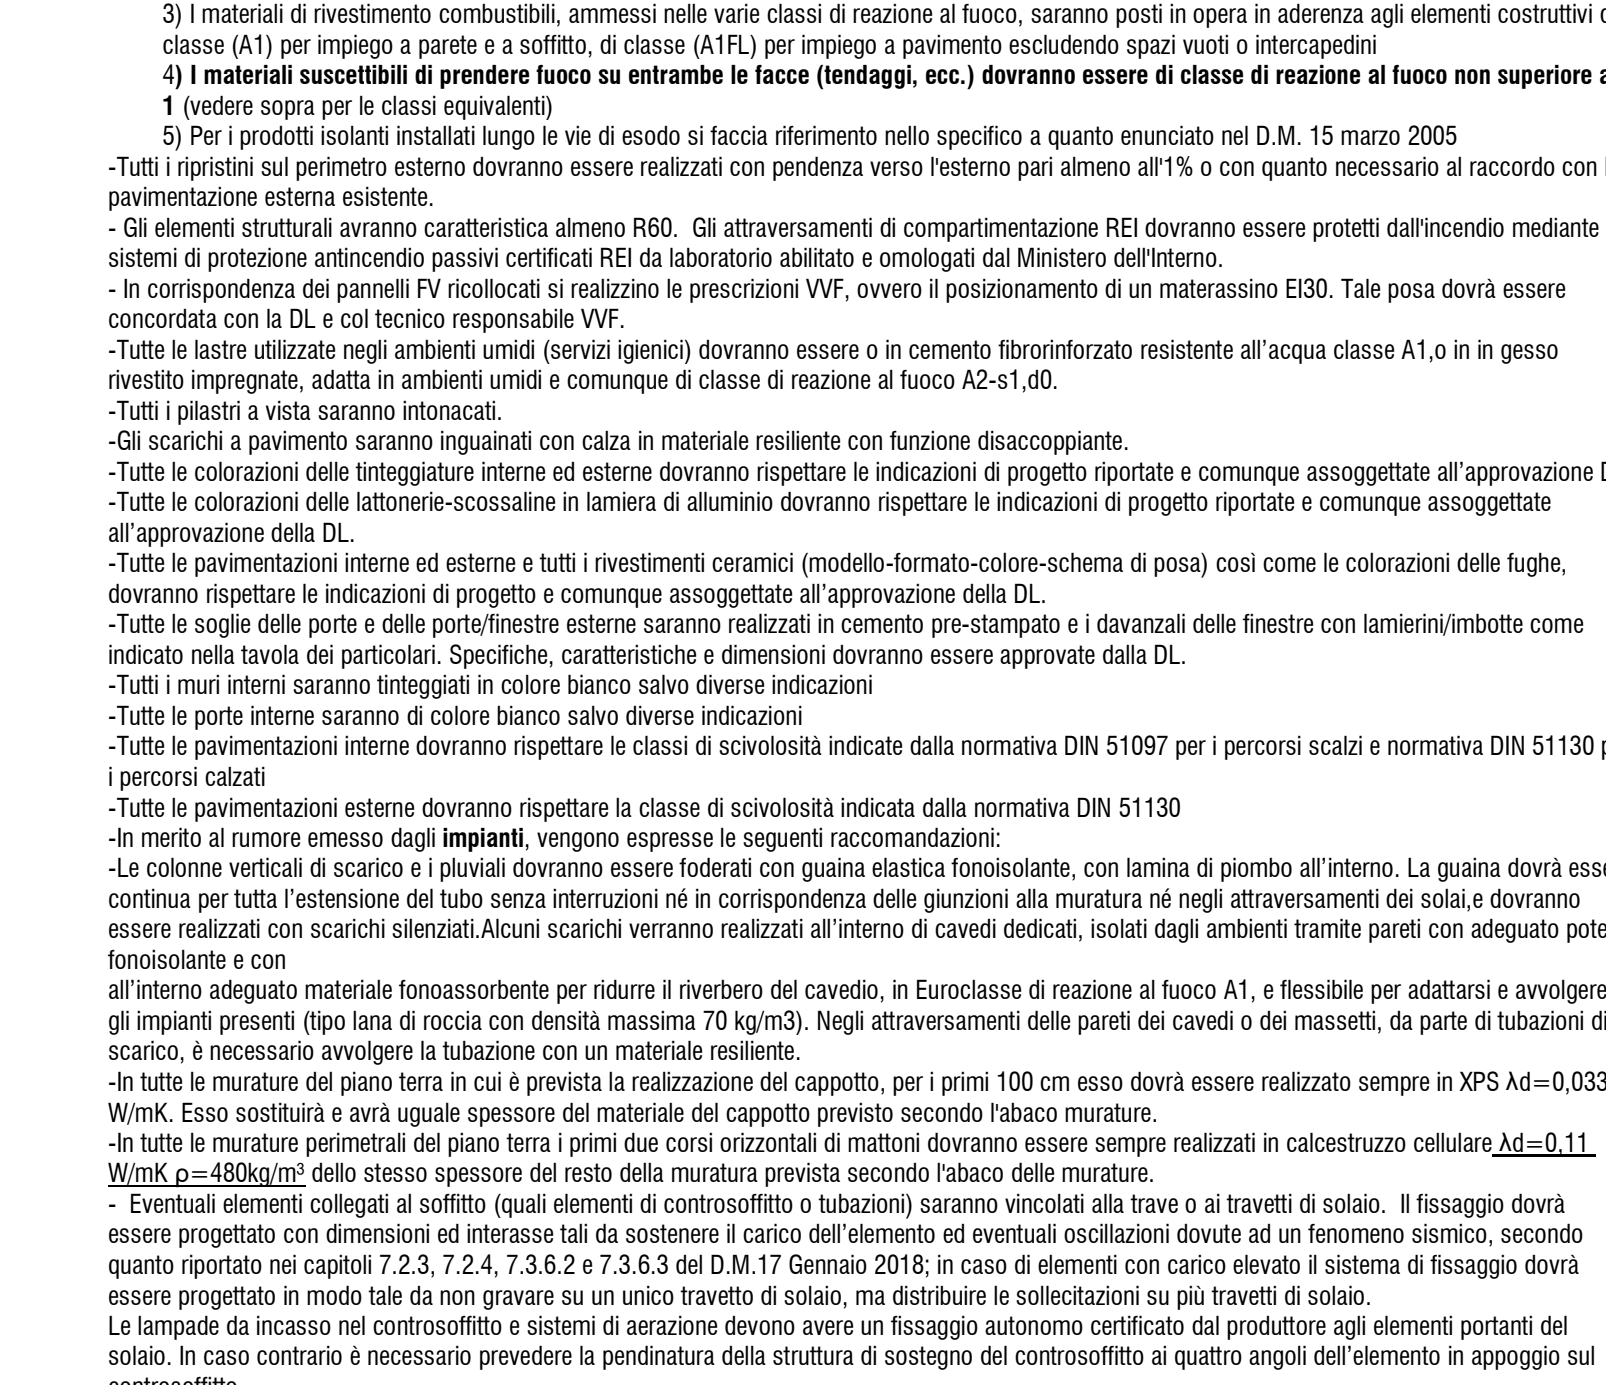 3) I materiali di rivestimento combustibili, ammessi nelle varie classi di reazione al fuoco, saranno posti in opera in aderenza agli elementi costruttivi
classe (A1) per impiego a parete e a soffitto, di classe (A1FL) per impiego a pavimento escludendo spazi vuoti o intercapedini
4) I materiali suscettibili di prendere fuoco su entrambe le facce (tendaggi, ecc.) dovranno essere di classe di reazione al fuoco non superiore a
1 (vedere sopra per le classi equivalenti)
5) Per i prodotti isolanti installati lungo le vie di esodo si faccia riferimento nello specifico a quanto enunciato nel D.M. 15 marzo 2005
-Tutti i ripristini sul perimetro esterno dovranno essere realizzati con pendenza verso l'esterno pari almeno all'1% o con quanto necessario al raccordo con
pavimentazione esterna esistente.
- Gli elementi strutturali avranno caratteristica almeno R60.  Gli attraversamenti di compartimentazione REI dovranno essere protetti dall'incendio mediante
sistemi di protezione antincendio passivi certificati REI da laboratorio abilitato e omologati dal Ministero dell'Interno.
- In corrispondenza dei pannelli FV ricollocati si realizzino le prescrizioni VVF, ovvero il posizionamento di un materassino EI30. Tale posa dovrà essere
concordata con la DL e col tecnico responsabile VVF.
-Tutte le lastre utilizzate negli ambienti umidi (servizi igienici) dovranno essere o in cemento fibrorinforzato resistente all’acqua classe A1,o in in gesso
rivestito impregnate, adatta in ambienti umidi e comunque di classe di reazione al fuoco A2-s1,d0.
-Tutti i pilastri a vista saranno intonacati.
-Gli scarichi a pavimento saranno inguainati con calza in materiale resiliente con funzione disaccoppiante.
-Tutte le colorazioni delle tinteggiature interne ed esterne dovranno rispettare le indicazioni di progetto riportate e comunque assoggettate all’approvazione
-Tutte le colorazioni delle lattonerie-scossaline in lamiera di alluminio dovranno rispettare le indicazioni di progetto riportate e comunque assoggettate
all’approvazione della DL.
-Tutte le pavimentazioni interne ed esterne e tutti i rivestimenti ceramici (modello-formato-colore-schema di posa) così come le colorazioni delle fughe,
dovranno rispettare le indicazioni di progetto e comunque assoggettate all’approvazione della DL.
-Tutte le soglie delle porte e delle porte/finestre esterne saranno realizzati in cemento pre-stampato e i davanzali delle finestre con lamierini/imbotte come
indicato nella tavola dei particolari. Specifiche, caratteristiche e dimensioni dovranno essere approvate dalla DL.
-Tutti i muri interni saranno tinteggiati in colore bianco salvo diverse indicazioni
-Tutte le porte interne saranno di colore bianco salvo diverse indicazioni
-Tutte le pavimentazioni interne dovranno rispettare le classi di scivolosità indicate dalla normativa DIN 51097 per i percorsi scalzi e normativa DIN 51130
i percorsi calzati
-Tutte le pavimentazioni esterne dovranno rispettare la classe di scivolosità indicata dalla normativa DIN 51130
-In merito al rumore emesso dagli impianti, vengono espresse le seguenti raccomandazioni:
-Le colonne verticali di scarico e i pluviali dovranno essere foderati con guaina elastica fonoisolante, con lamina di piombo all’interno. La guaina dovrà
continua per tutta l’estensione del tubo senza interruzioni né in corrispondenza delle giunzioni alla muratura né negli attraversamenti dei solai,e dovranno
essere realizzati con scarichi silenziati.Alcuni scarichi verranno realizzati all’interno di cavedi dedicati, isolati dagli ambienti tramite pareti con adeguato
fonoisolante e con
all’interno adeguato materiale fonoassorbente per ridurre il riverbero del cavedio, in Euroclasse di reazione al fuoco A1, e flessibile per adattarsi e avvolgere
gli impianti presenti (tipo lana di roccia con densità massima 70 kg/m3). Negli attraversamenti delle pareti dei cavedi o dei massetti, da parte di tubazioni di
scarico, è necessario avvolgere la tubazione con un materiale resiliente.
-In tutte le murature del piano terra in cui è prevista la realizzazione del cappotto, per i primi 100 cm esso dovrà essere realizzato sempre in XPS λd=0,033
W/mK. Esso sostituirà e avrà uguale spessore del materiale del cappotto previsto secondo l'abaco murature.
-In tutte le murature perimetrali del piano terra i primi due corsi orizzontali di mattoni dovranno essere sempre realizzati in calcestruzzo cellulare λd=0,11
W/mK ρ=480kg/m³ dello stesso spessore del resto della muratura prevista secondo l'abaco delle murature.
-  Eventuali elementi collegati al soffitto (quali elementi di controsoffitto o tubazioni) saranno vincolati alla trave o ai travetti di solaio.  Il fissaggio dovrà
essere progettato con dimensioni ed interasse tali da sostenere il carico dell’elemento ed eventuali oscillazioni dovute ad un fenomeno sismico, secondo
quanto riportato nei capitoli 7.2.3, 7.2.4, 7.3.6.2 e 7.3.6.3 del D.M.17 Gennaio 2018; in caso di elementi con carico elevato il sistema di fissaggio dovrà
essere progettato in modo tale da non gravare su un unico travetto di solaio, ma distribuire le sollecitazioni su più travetti di solaio.
Le lampade da incasso nel controsoffitto e sistemi di aerazione devono avere un fissaggio autonomo certificato dal produttore agli elementi portanti del
solaio. In caso contrario è necessario prevedere la pendinatura della struttura di sostegno del controsoffitto ai quattro angoli dell’elemento in appoggio sul